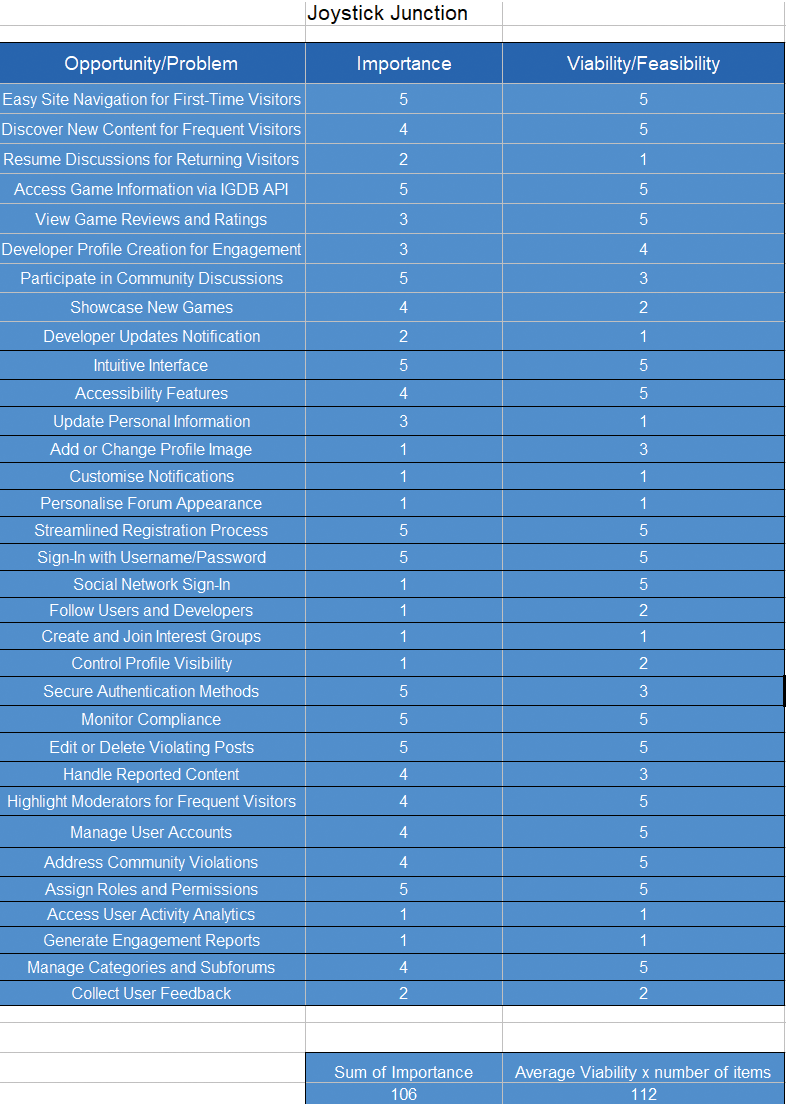 Joystick Junction
Opportunity/Problem Importance Viability/Feasibility
Easy Site Navigation for First-Time Visitors 5 5
Discover New Content for Frequent Visitors 4 5
Resume Discussions for Returning Visitors 2 1
Access Game Information via IGDB API 5 5
View Game Reviews and Ratings 3 5
Developer Profile Creation for Engagement 3 4
Participate in Community Discussions 5 3
Showcase New Games 4 2
Developer Updates Notification 2 1
Intuitive Interface 5 5
Accessibility Features 4 5
Update Personal Information 3 1
Add or Change Profile Image 1 3
Customise Notifications 1 1
Personalise Forum Appearance 1 1
Streamlined Registration Process 5 5
Sign-In with Username/Password 5 5
Social Network Sign-In 1 5
Follow Users and Developers 1 2
Create and Join Interest Groups 1 1
Control Profile Visibility 1 2
Secure Authentication Methods 5 3
Monitor Compliance 5 5
Edit or Delete Violating Posts 5 5
Handle Reported Content 4 3
Highlight Moderators for Frequent Visitors 4 5
Manage User Accounts 4 5
Address Community Violations 4 5
Assign Roles and Permissions 5 5
Access User Activity Analytics 1 1
Generate Engagement Reports 1 1
Manage Categories and Subforums 4 5
Collect User Feedback 2 2
Sum of Importance Average Viability x number of items
106 112